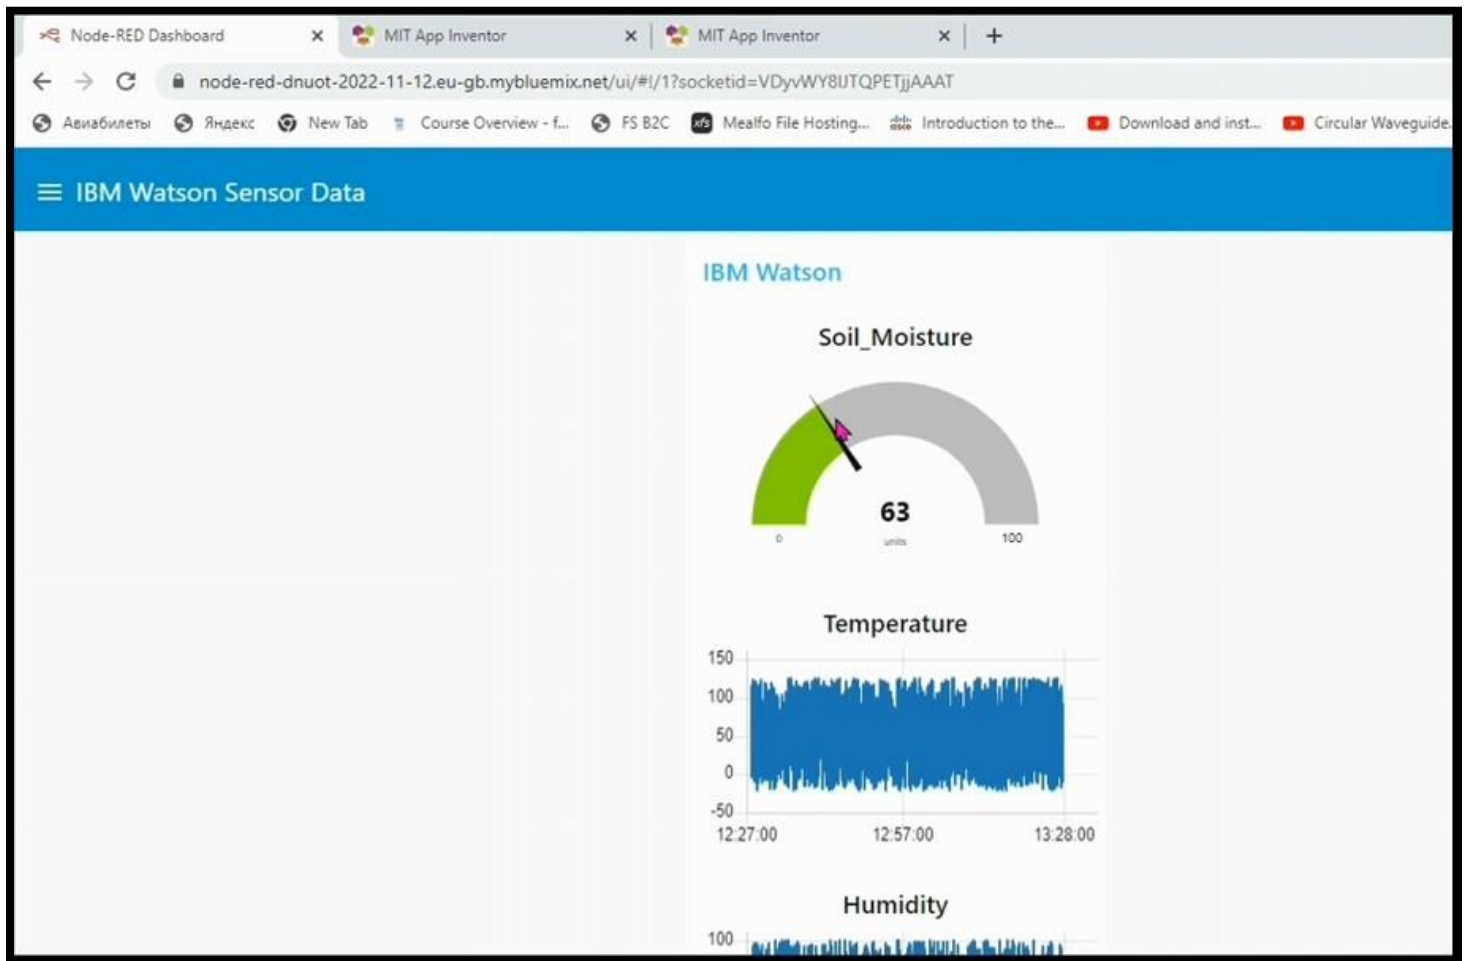 Node-RED Dashboard
MIT App Inventor
MIT App Inventor
node-red-dnuot-2022-11-12.eu-gb.mybluemix.net/ui/#!/1?socketid=VDyvWY8IJTQPETjjAAAT
Авиабилеты
Яндекс
New Tab
Course Overview - f...
FS B2C
xfs
Mealfo File Hosting...
cisco
Introduction to the...
Download and inst...
Circular Waveguide.
IBM Watson Sensor Data
IBM Watson
Soil_Moisture
63
units
0
100
Temperature
150
100
50
0
-50
12:27:00
12:57:00
13:28:00
Humidity
100